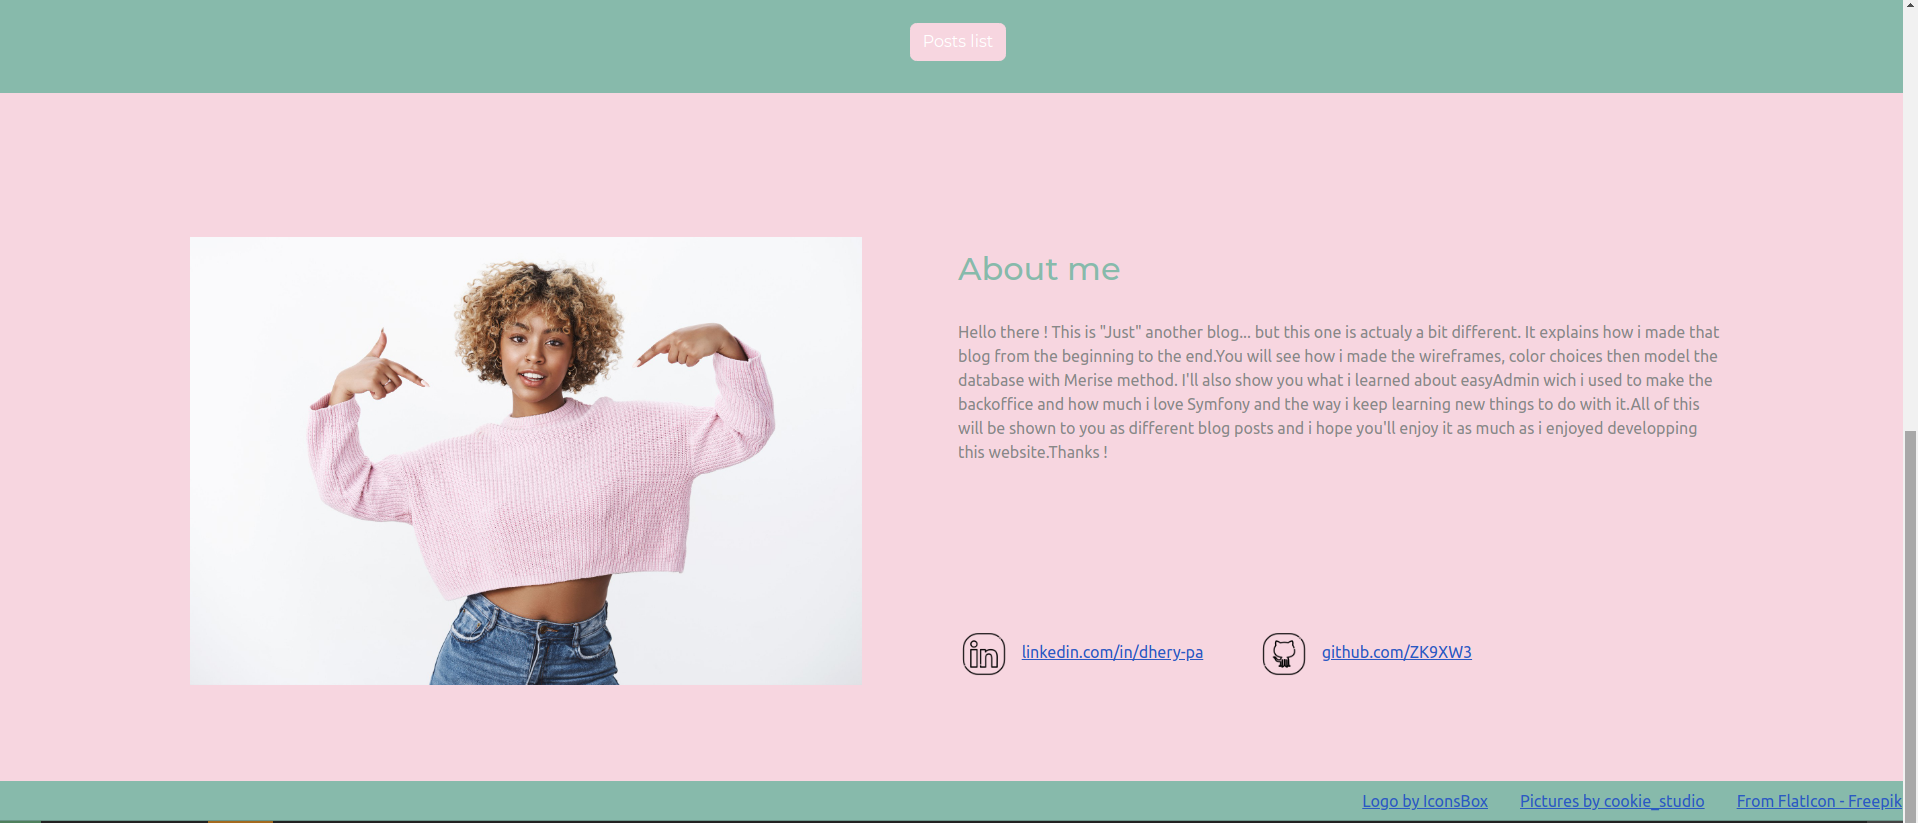 Posts list
About me
Hello there ! This is "Just" another blog... but this one is actualy a bit different. It explains how i made that
blog from the beginning to the end.You will see how i made the wireframes, color choices then model the
database with Merise method. I'll also show you what i learned about easyAdmin wich i used to make the
backoffice and how much i love Symfony and the way i keep learning new things to do with it.All of this
will be shown to you as different blog posts and i hope you'll enjoy it as much as i enjoyed developping
this website.Thanks !
in linkedin.com/in/dhery-pa github.com/ZK9XW3
Logo by IconsBox Pictures by cookie_studio From FlatIcon - Freepik